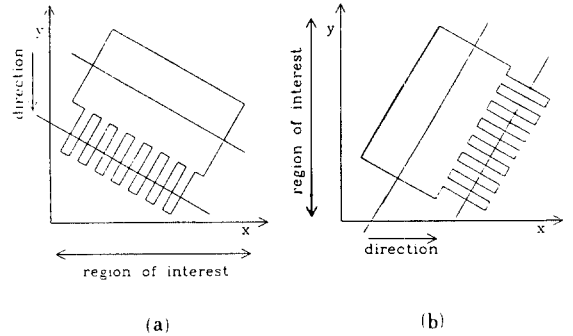 y
direction
x
region of interest
(a)
y
region of interest
x
direction
(b)